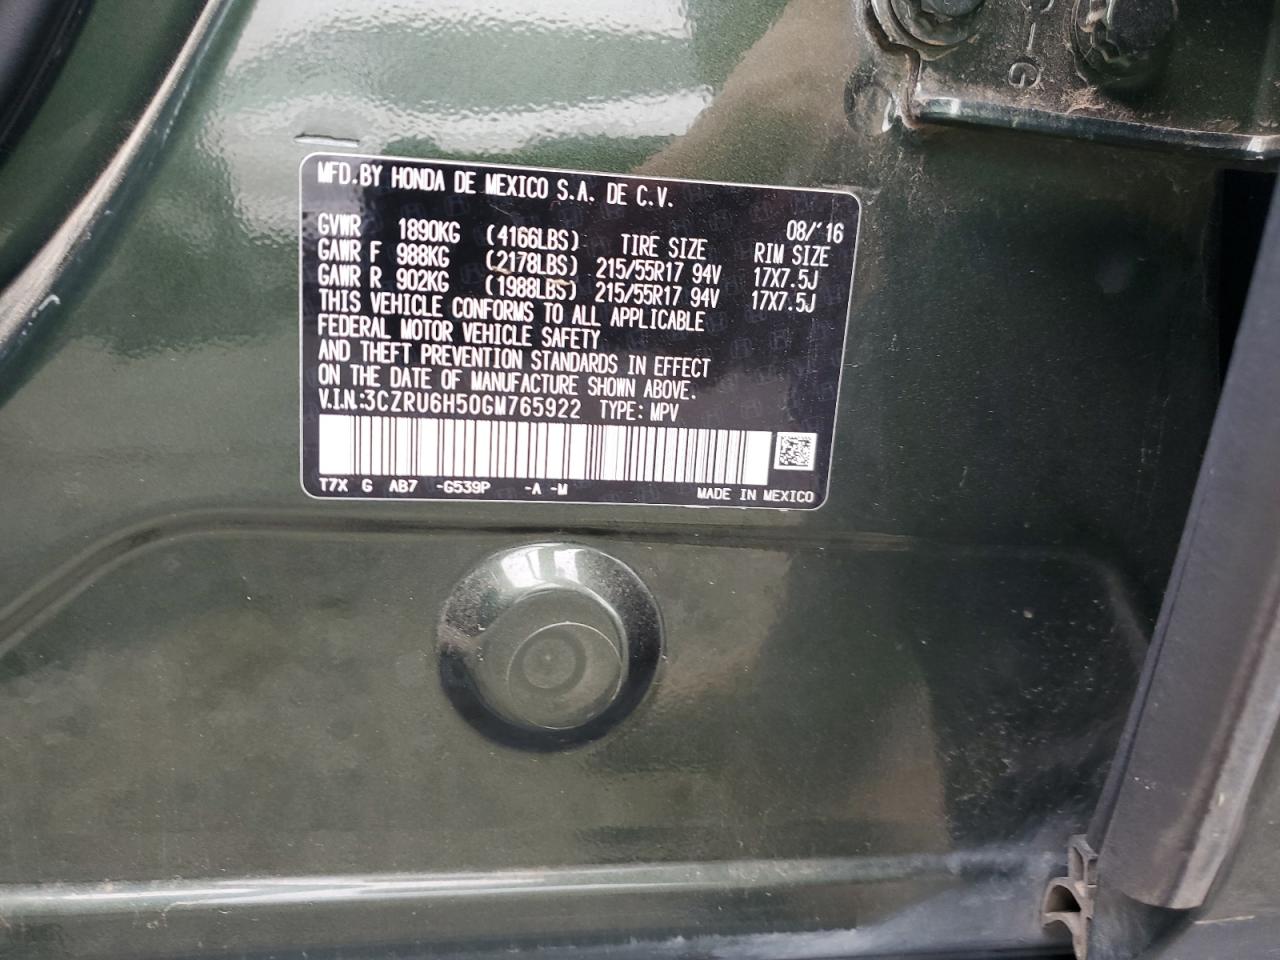 MFD.BY HONDA DE MEXICO S.A. DE C.V.
08/'16
GVWR 1890KG (4166LBS) TIRE SIZE RIM SIZE
GAWR F 988KG (2178LBS) 215/55R17 94V 17X7.5J
GAWR R 902KG (1988LBS) 215/55R17 94V 17X7.5J
THIS VEHICLE CONFORMS TO ALL APPLICABLE
FEDERAL MOTOR VEHICLE SAFETY
AND THEFT PREVENTION STANDARDS IN EFFECT
ON THE DATE OF MANUFACTURE SHOWN ABOVE.
V.I.N.:3CZRU6H50GM765922 TYPE: MPV
T7X G AB7 -G539P -A -M MADE IN MEXICO